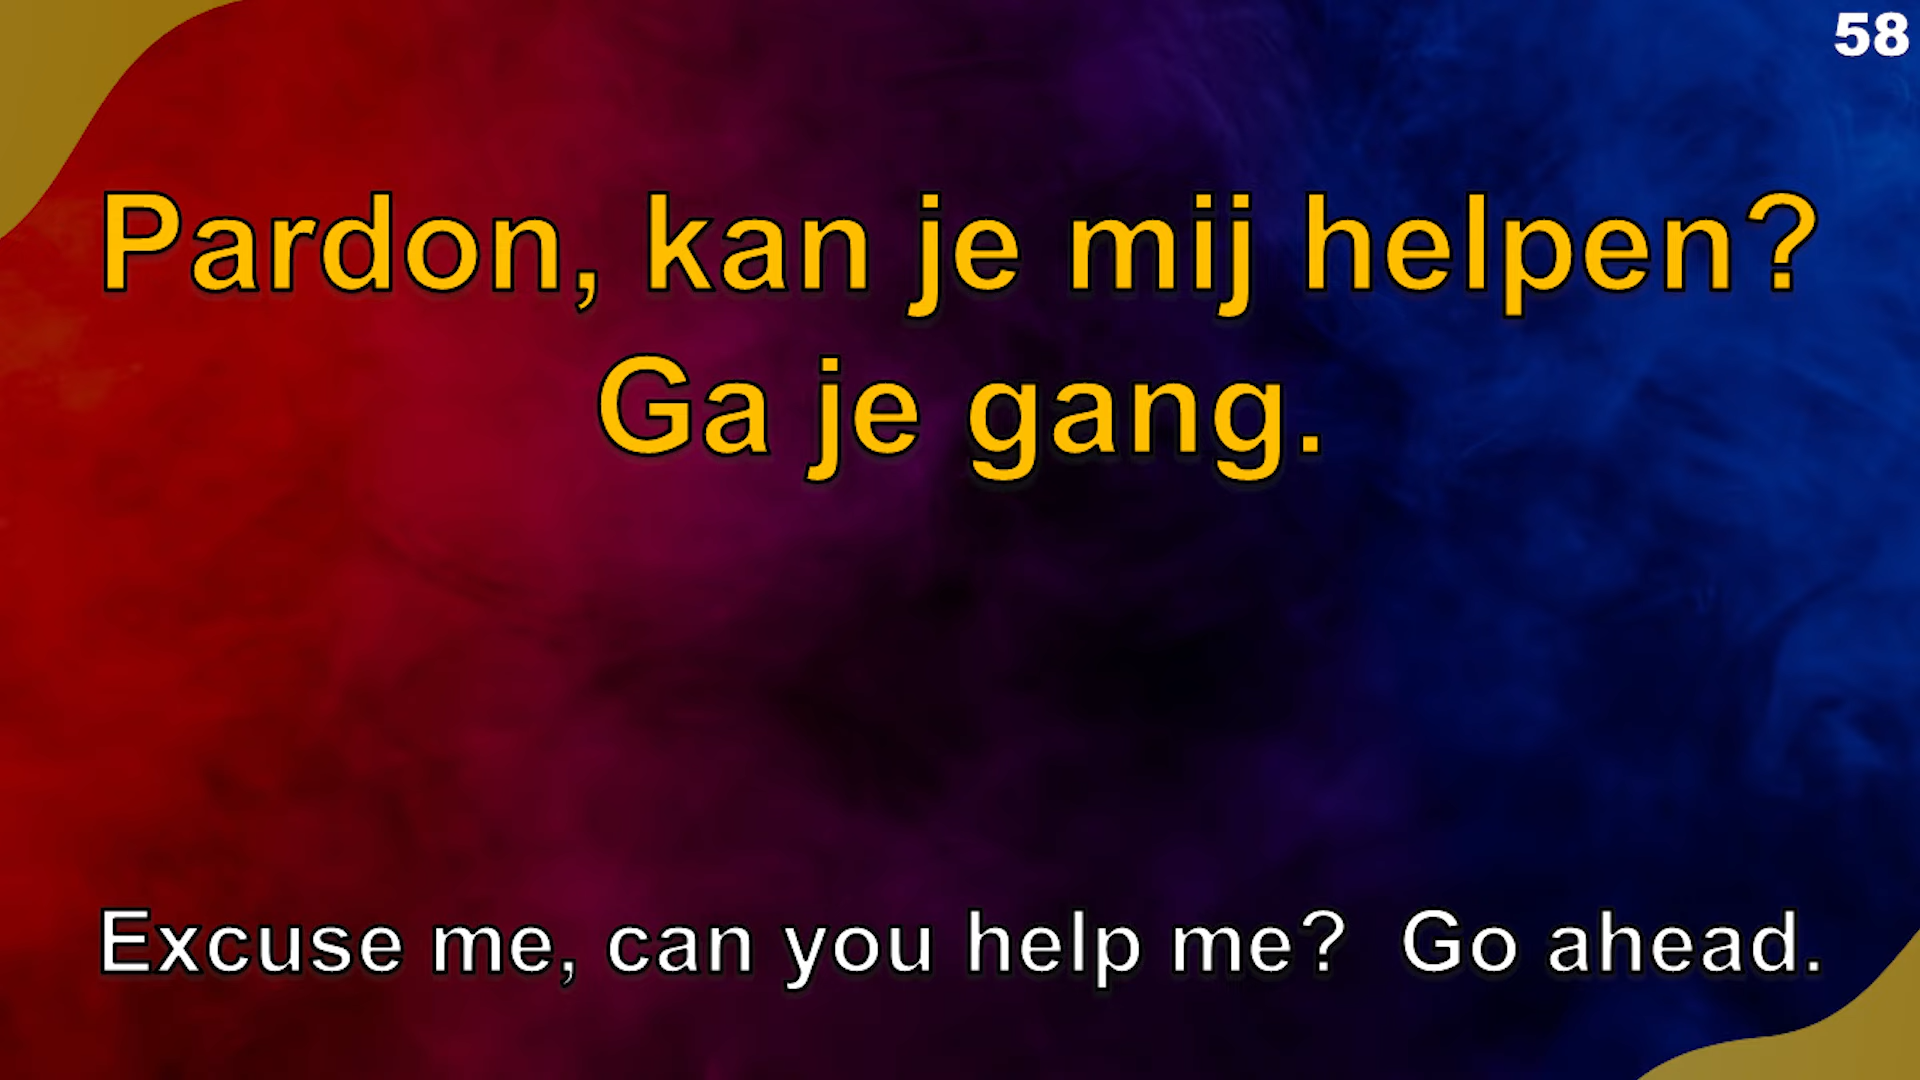 58
Pardon, kan je mij helpen?
Ga je gang.
Excuse me, can you help me?  Go ahead.